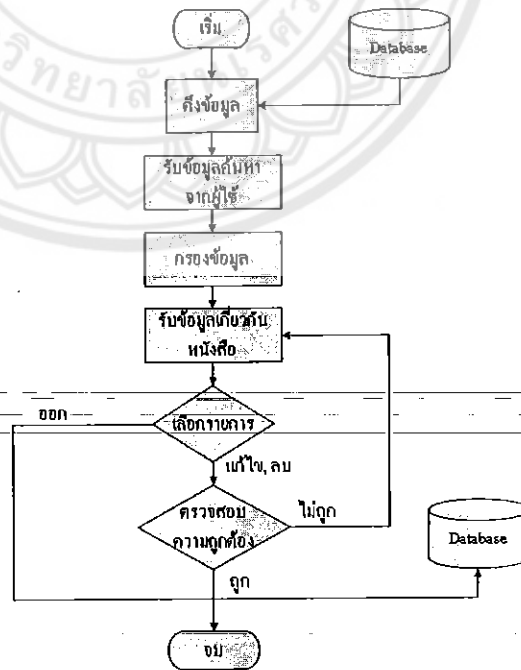 เริ่ม
Database
ดึงข้อมูล
รับข้อมูลค้นหา
จากผู้ใช้
กรองข้อมูล
รับข้อมูลเกี่ยวกับ
หนังสือ
ออก
เลือกรายการ
แก้ไข, ลบ
ตรวจสอบ
ความถูกต้อง
ไม่ถูก
Database
ถูก
จบ